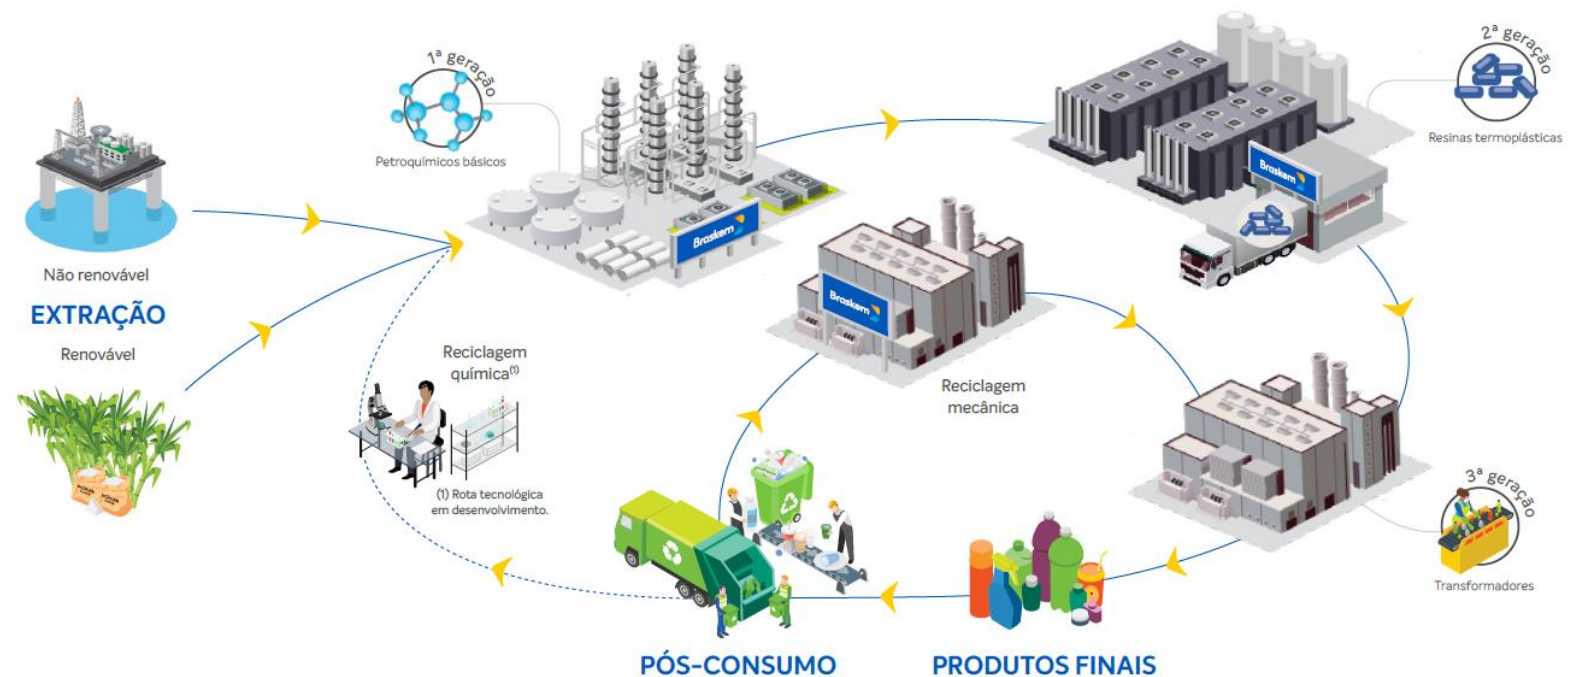 1ª geração
Petroquímicos básicos
2ª geração
Resinas termoplásticas
Braskem
Braskem
Braskem
Não renovável
EXTRAÇÃO
Renovável
Reciclagem
química(1)
(1) Rota tecnológica
em desenvolvimento.
Reciclagem
mecânica
3ª geração
Transformadores
PÓS-CONSUMO
PRODUTOS FINAIS